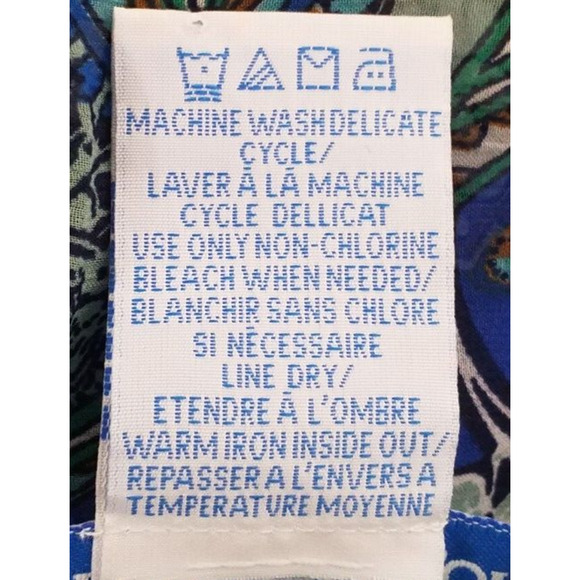 MACHINE WASH DELICATE
CYCLE/
LAVER À LÀ MACHINE
CYCLE DELLICAT
USE ONLY NON-CHLORINE
BLEACH WHEN NEEDED/
BLANCHIR SANS CHLORE
SI NÉCESSAIRE
LINE DRY/
ETENDRE À L'OMBRE
WARM IRON INSIDE OUT/
REPASSER A L'ENVERS A
TEMPERATURE MOYENNE